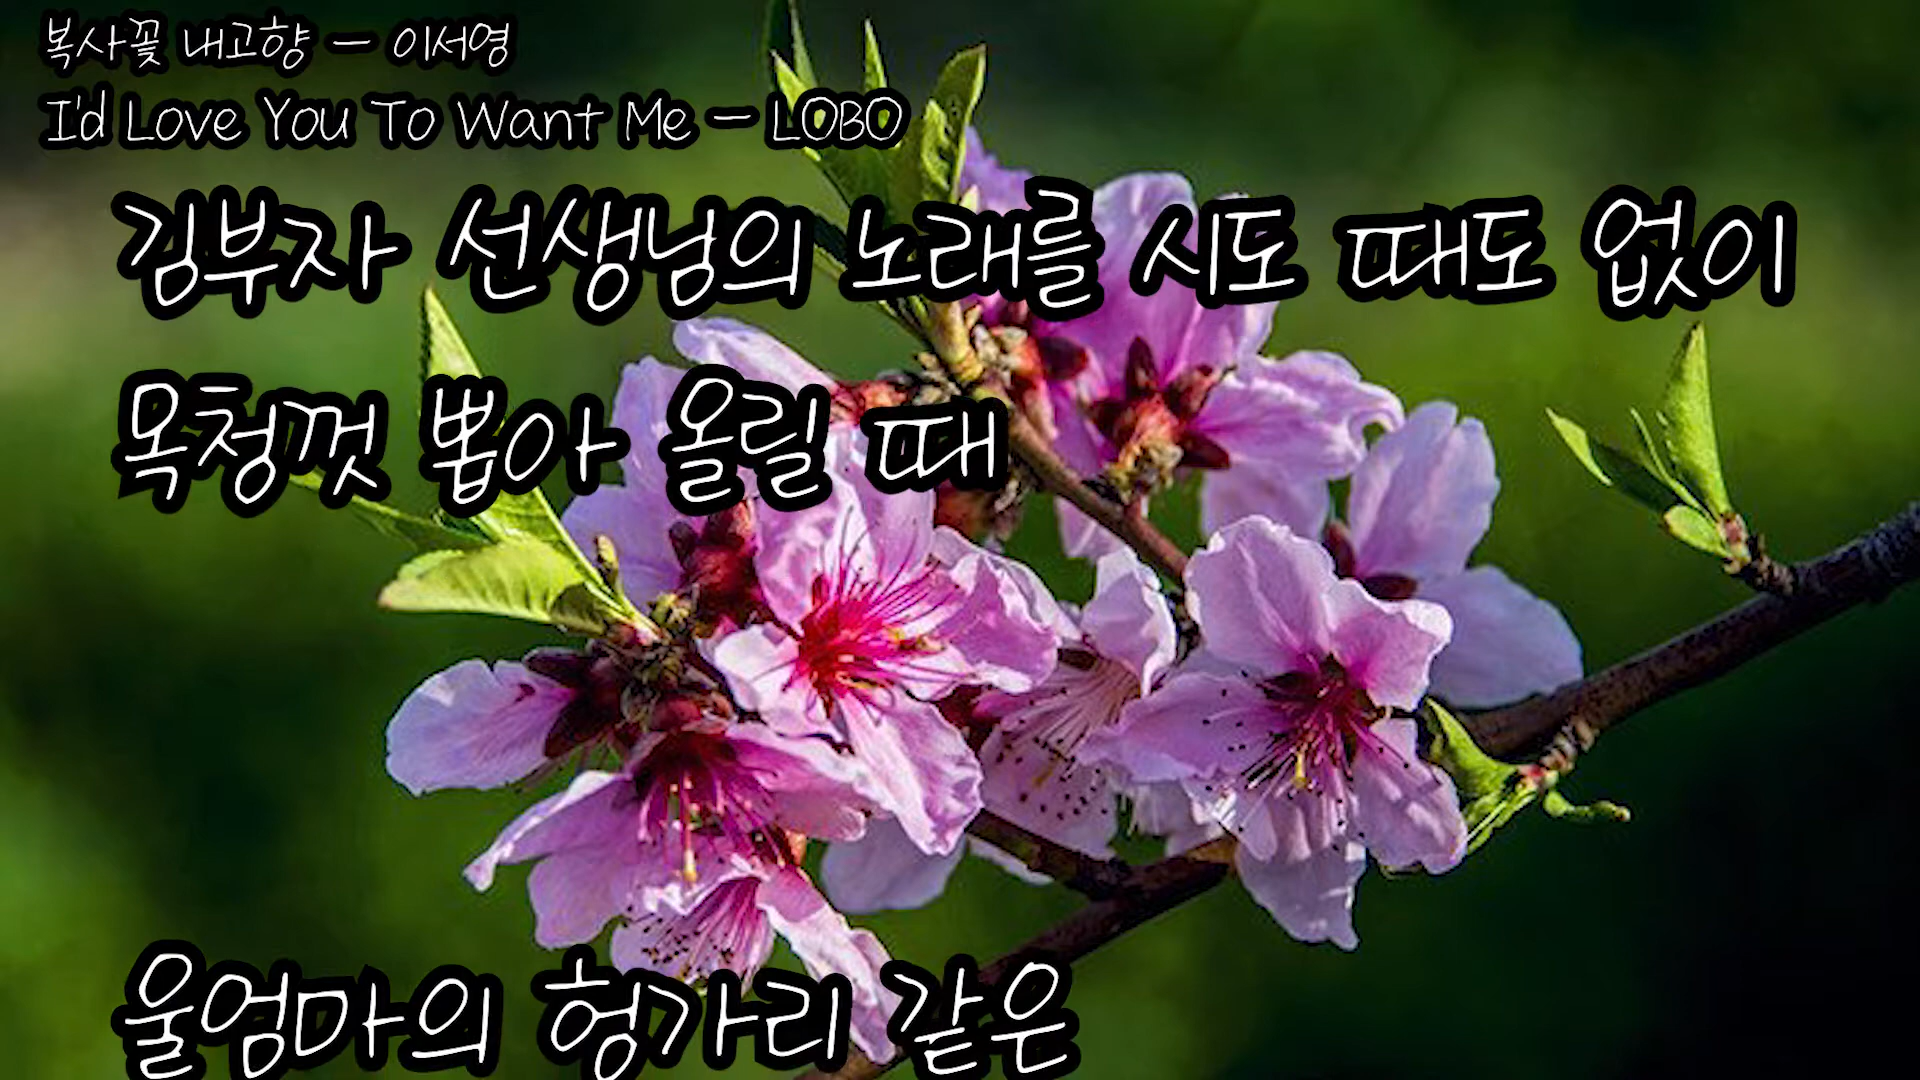 복사꽃 내고향 - 이서영
I'd Love You To Want Me - LOBO
김부자 선생님의 노래를 시도 때도 없이
목청껏 뽑아 올릴 때
울엄마의 헝가리 같은